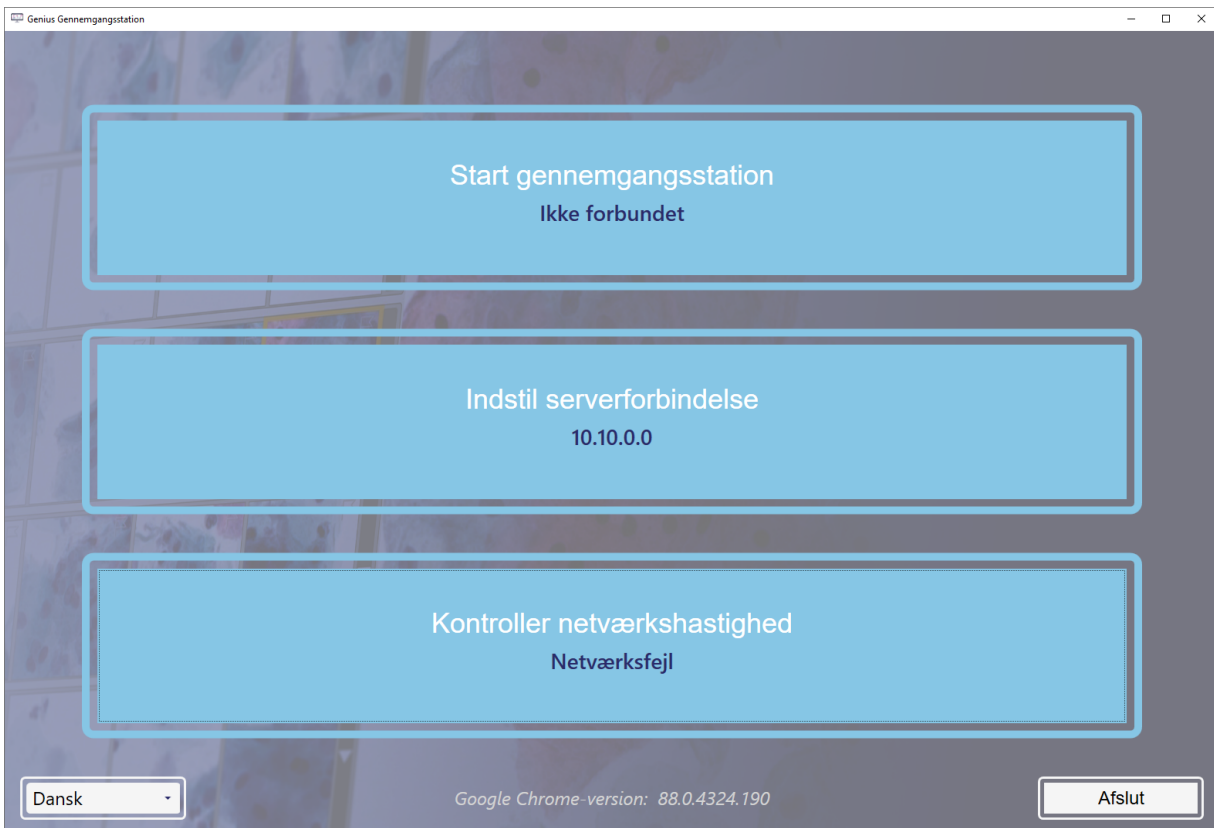 Genius Gennemgangsstation
Start gennemgangsstation
Ikke forbundet
Indstil serverforbindelse
10.10.0.0
Kontroller netværkshastighed
Netværksfejl
Dansk
Google Chrome-version: 88.0.4324.190
Afslut